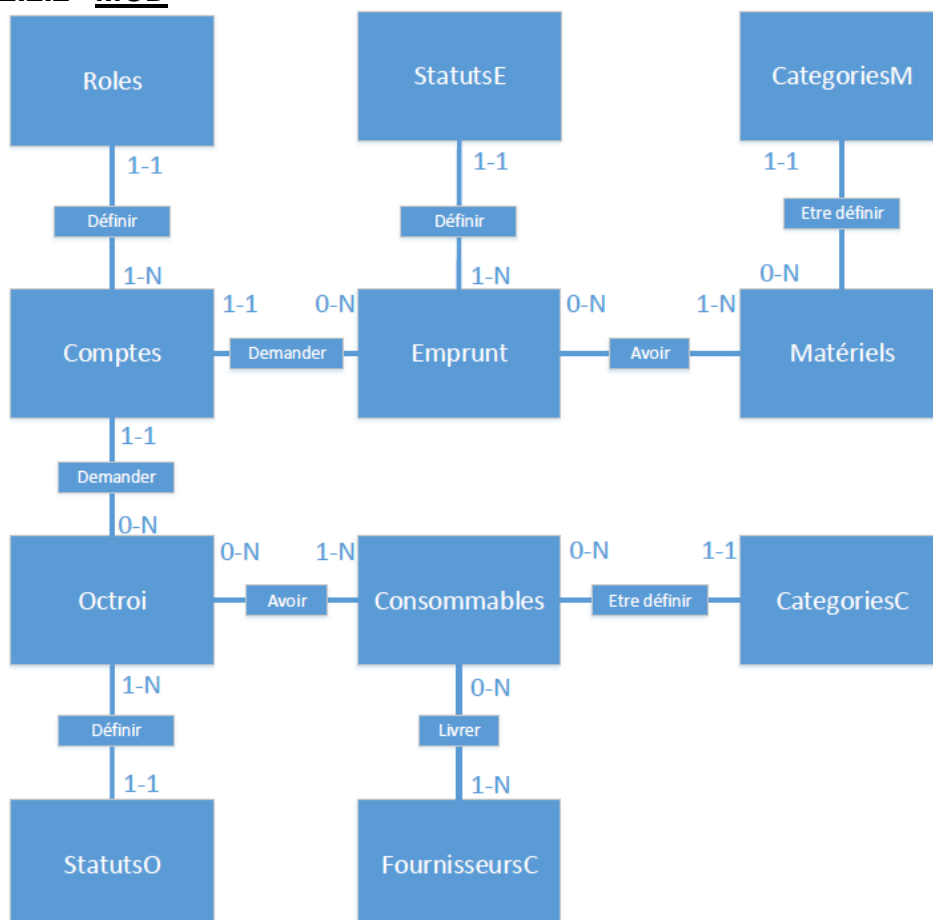 Roles
StatutsE
CategoriesM
1-1
1-1
1-1
Définir
Définir
Etre définir
1-N
1-N
0-N
Comptes
1-1
0-N
Demander
Emprunt
0-N
1-N
Avoir
Matériels
1-1
Demander
0-N
Octroi
0-N
1-N
Avoir
Consommables
0-N
1-1
Etre définir
CategoriesC
1-N
0-N
Définir
Livrer
1-1
1-N
StatutsO
FournisseursC